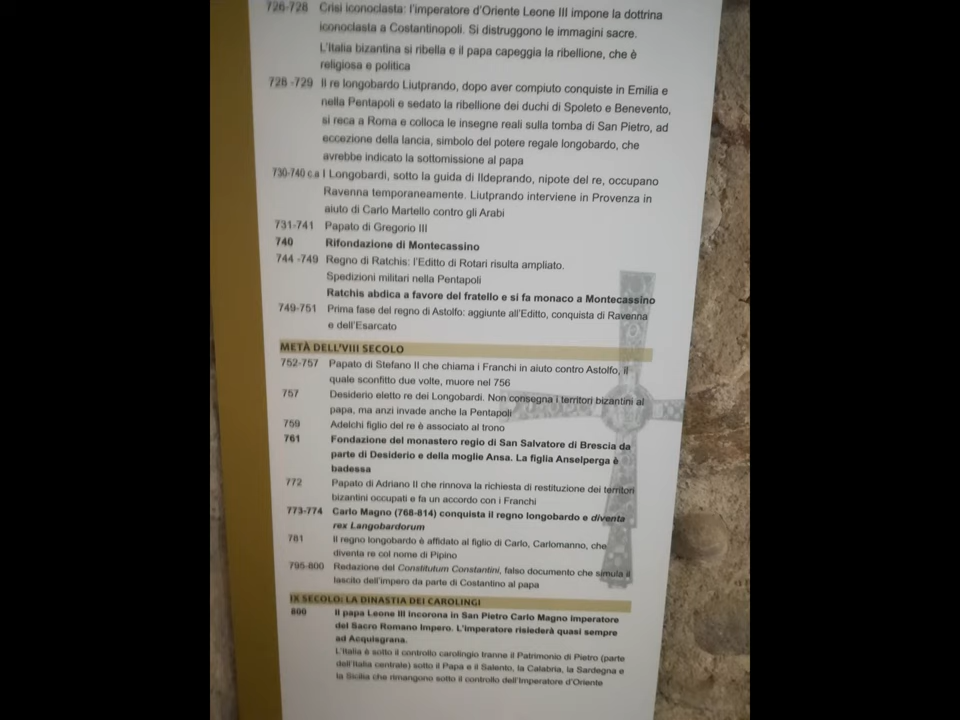 726-728 Crisi iconoclasta: l'imperatore d'Oriente Leone III impone la dottrina
iconoclasta a Costantinopoli. Si distruggono le immagini sacre.
L'Italia bizantina si ribella e il papa capeggia la ribellione, che è
religiosa e politica
728 -729 Il re longobardo Liutprando, dopo aver compiuto conquiste in Emilia e
nella Pentapoli e sedato la ribellione dei duchi di Spoleto e Benevento,
si reca a Roma e colloca le insegne reali sulla tomba di San Pietro, ad
eccezione della lancia, simbolo del potere regale longobardo, che
avrebbe indicato la sottomissione al papa
730-740 c.a I Longobardi, sotto la guida di Ildeprando, nipote del re, occupano
Ravenna temporaneamente. Liutprando interviene in Provenza in
aiuto di Carlo Martello contro gli Arabi
731-741 Papato di Gregorio III
740 Rifondazione di Montecassino
744 -749 Regno di Ratchis: l'Editto di Rotari risulta ampliato.
Spedizioni militari nella Pentapoli
Ratchis abdica a favore del fratello e si fa monaco a Montecassino
749-751 Prima fase del regno di Astolfo: aggiunte all'Editto, conquista di Ravenna
e dell'Esarcato
METÀ DELL'VIII SECOLO
752-757 Papato di Stefano II che chiama i Franchi in aiuto contro Astolfo, il
quale sconfitto due volte, muore nel 756
757 Desiderio eletto re dei Longobardi. Non consegna i territori bizantini al
papa, ma anzi invade anche la Pentapoli
759 Adelchi figlio del re è associato al trono
761 Fondazione del monastero regio di San Salvatore di Brescia da
parte di Desiderio e della moglie Ansa. La figlia Anselperga è
badessa
772 Papato di Adriano II che rinnova la richiesta di restituzione dei territori
bizantini occupati e fa un accordo con i Franchi
773-774 Carlo Magno (768-814) conquista il regno longobardo e diventa
rex Langobardorum
781 Il regno longobardo è affidato al figlio di Carlo, Carlomanno, che
diventa re col nome di Pipino
795-800 Redazione del Constitutum Constantini, falso documento che simula il
lascito dell'impero da parte di Costantino al papa
IX SECOLO: LA DINASTIA DEI CAROLINGI
800 Il papa Leone III incorona in San Pietro Carlo Magno imperatore
del Sacro Romano Impero. L'imperatore risiederà quasi sempre
ad Acquisgrana.
L'Italia è sotto il controllo carolingio tranne il Patrimonio di Pietro (parte
dell'Italia centrale) sotto il Papa e il Salento, la Calabria, la Sardegna e
la Sicilia che rimangono sotto il controllo dell'Imperatore d'Oriente